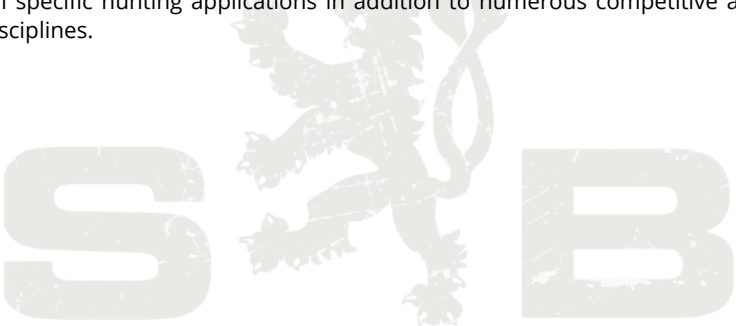 f specific hunting applications in addition to numerous competitive a
sciplines.
S B